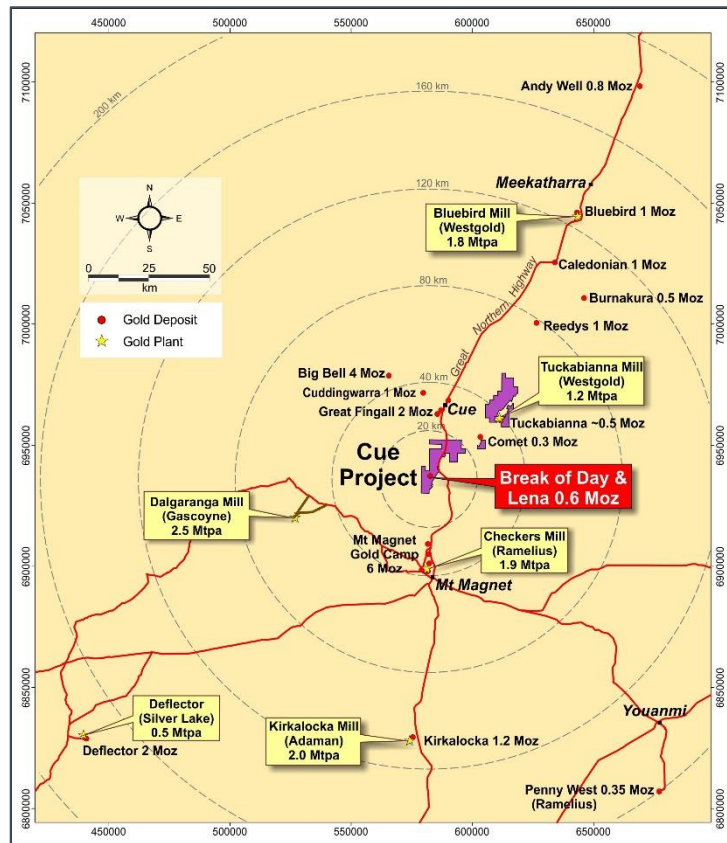 450000
500000
550000
600000
650000
7100000
7050000
7000000
6950000
6900000
6850000
6800000
200 km
160 km
120 km
80 km
40 km
20 km
N
W
E
S
0
25
50
km
Gold Deposit
Gold Plant
Andy Well 0.8 Moz
Meekatharra
Bluebird Mill
(Westgold)
1.8 Mtpa
Bluebird 1 Moz
Caledonian 1 Moz
Burnakura 0.5 Moz
Reedys 1 Moz
Great Northern Highway
Big Bell 4 Moz
Cuddingwarra 1 Moz
Great Fingall 2 Moz
Cue
Tuckabianna Mill
(Westgold)
1.2 Mtpa
Tuckabianna ~0.5 Moz
Comet 0.3 Moz
Cue
Project
Break of Day &
Lena 0.6 Moz
Dalgaranga Mill
(Gascoyne)
2.5 Mtpa
Mt Magnet
Gold Camp
6 Moz
Checkers Mill
(Ramelius)
1.9 Mtpa
Mt Magnet
Deflector
(Silver Lake)
0.5 Mtpa
Deflector 2 Moz
Kirkalocka Mill
(Adaman)
2.0 Mtpa
Kirkalocka 1.2 Moz
Youanmi
Penny West 0.35 Moz
(Ramelius)
450000
500000
550000
600000
650000